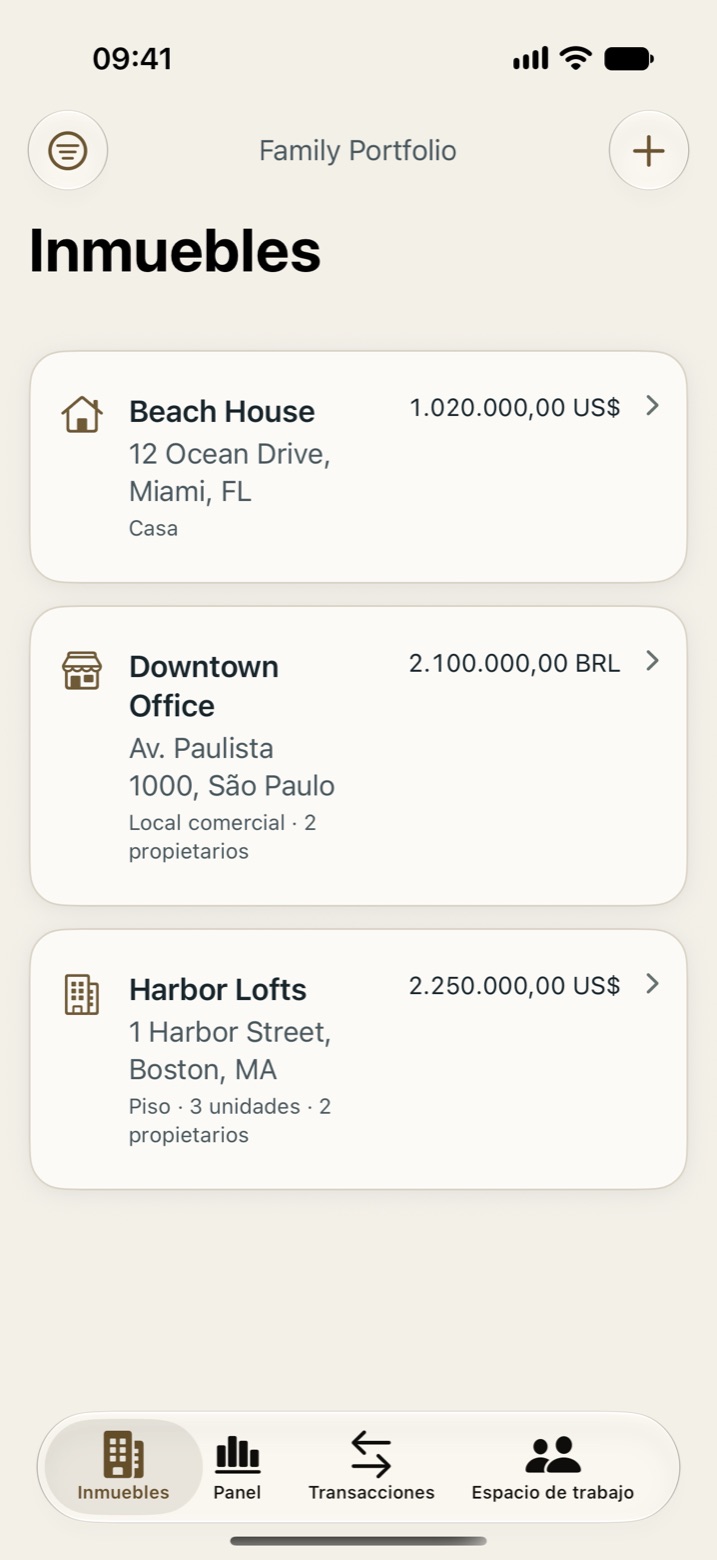 09:41
Family Portfolio
Inmuebles
Beach House
1.020.000,00 US$
12 Ocean Drive,
Miami, FL
Casa
Downtown
Office
2.100.000,00 BRL
Av. Paulista
1000, São Paulo
Local comercial · 2
propietarios
Harbor Lofts
2.250.000,00 US$
1 Harbor Street,
Boston, MA
Piso · 3 unidades · 2
propietarios
Inmuebles
Panel
Transacciones
Espacio de trabajo